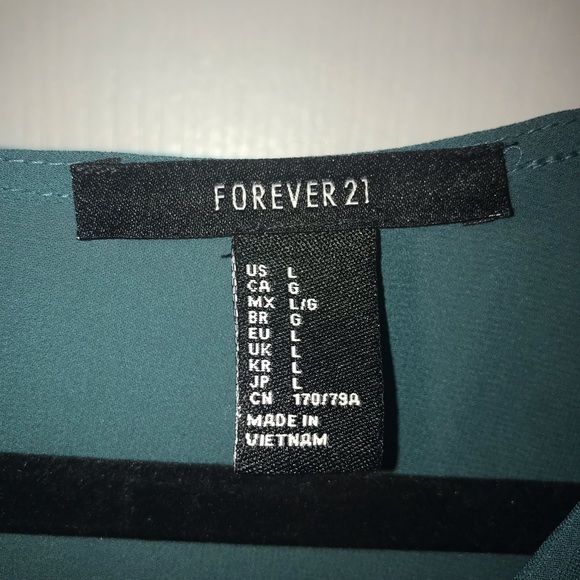 FOREVER 21
US L
CA G
MX L/G
BR G
EU L
UK L
KR L
JP L
CN 170/79A
MADE IN
VIETNAM